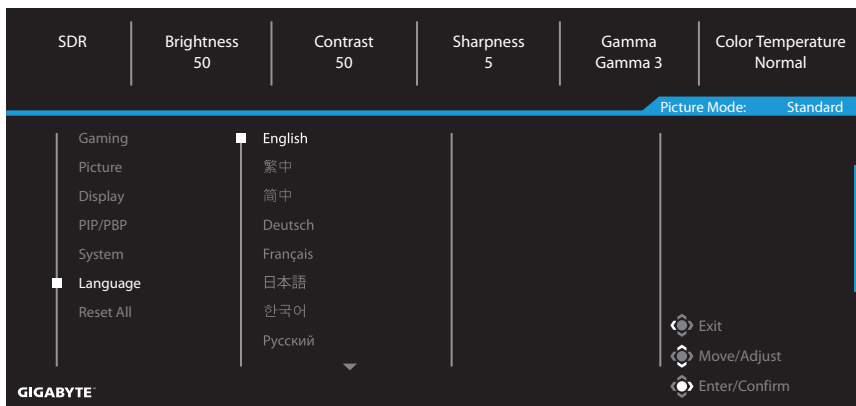 SDR
Brightness
50
Contrast
50
Sharpness
5
Gamma
Gamma 3
Color Temperature
Normal
Picture Mode: Standard
Gaming
Picture
Display
PIP/PBP
System
Language
Reset All
English
繁中
简中
Deutsch
Français
日本語
한국어
Русский
Exit
Move/Adjust
Enter/Confirm
GIGABYTE™